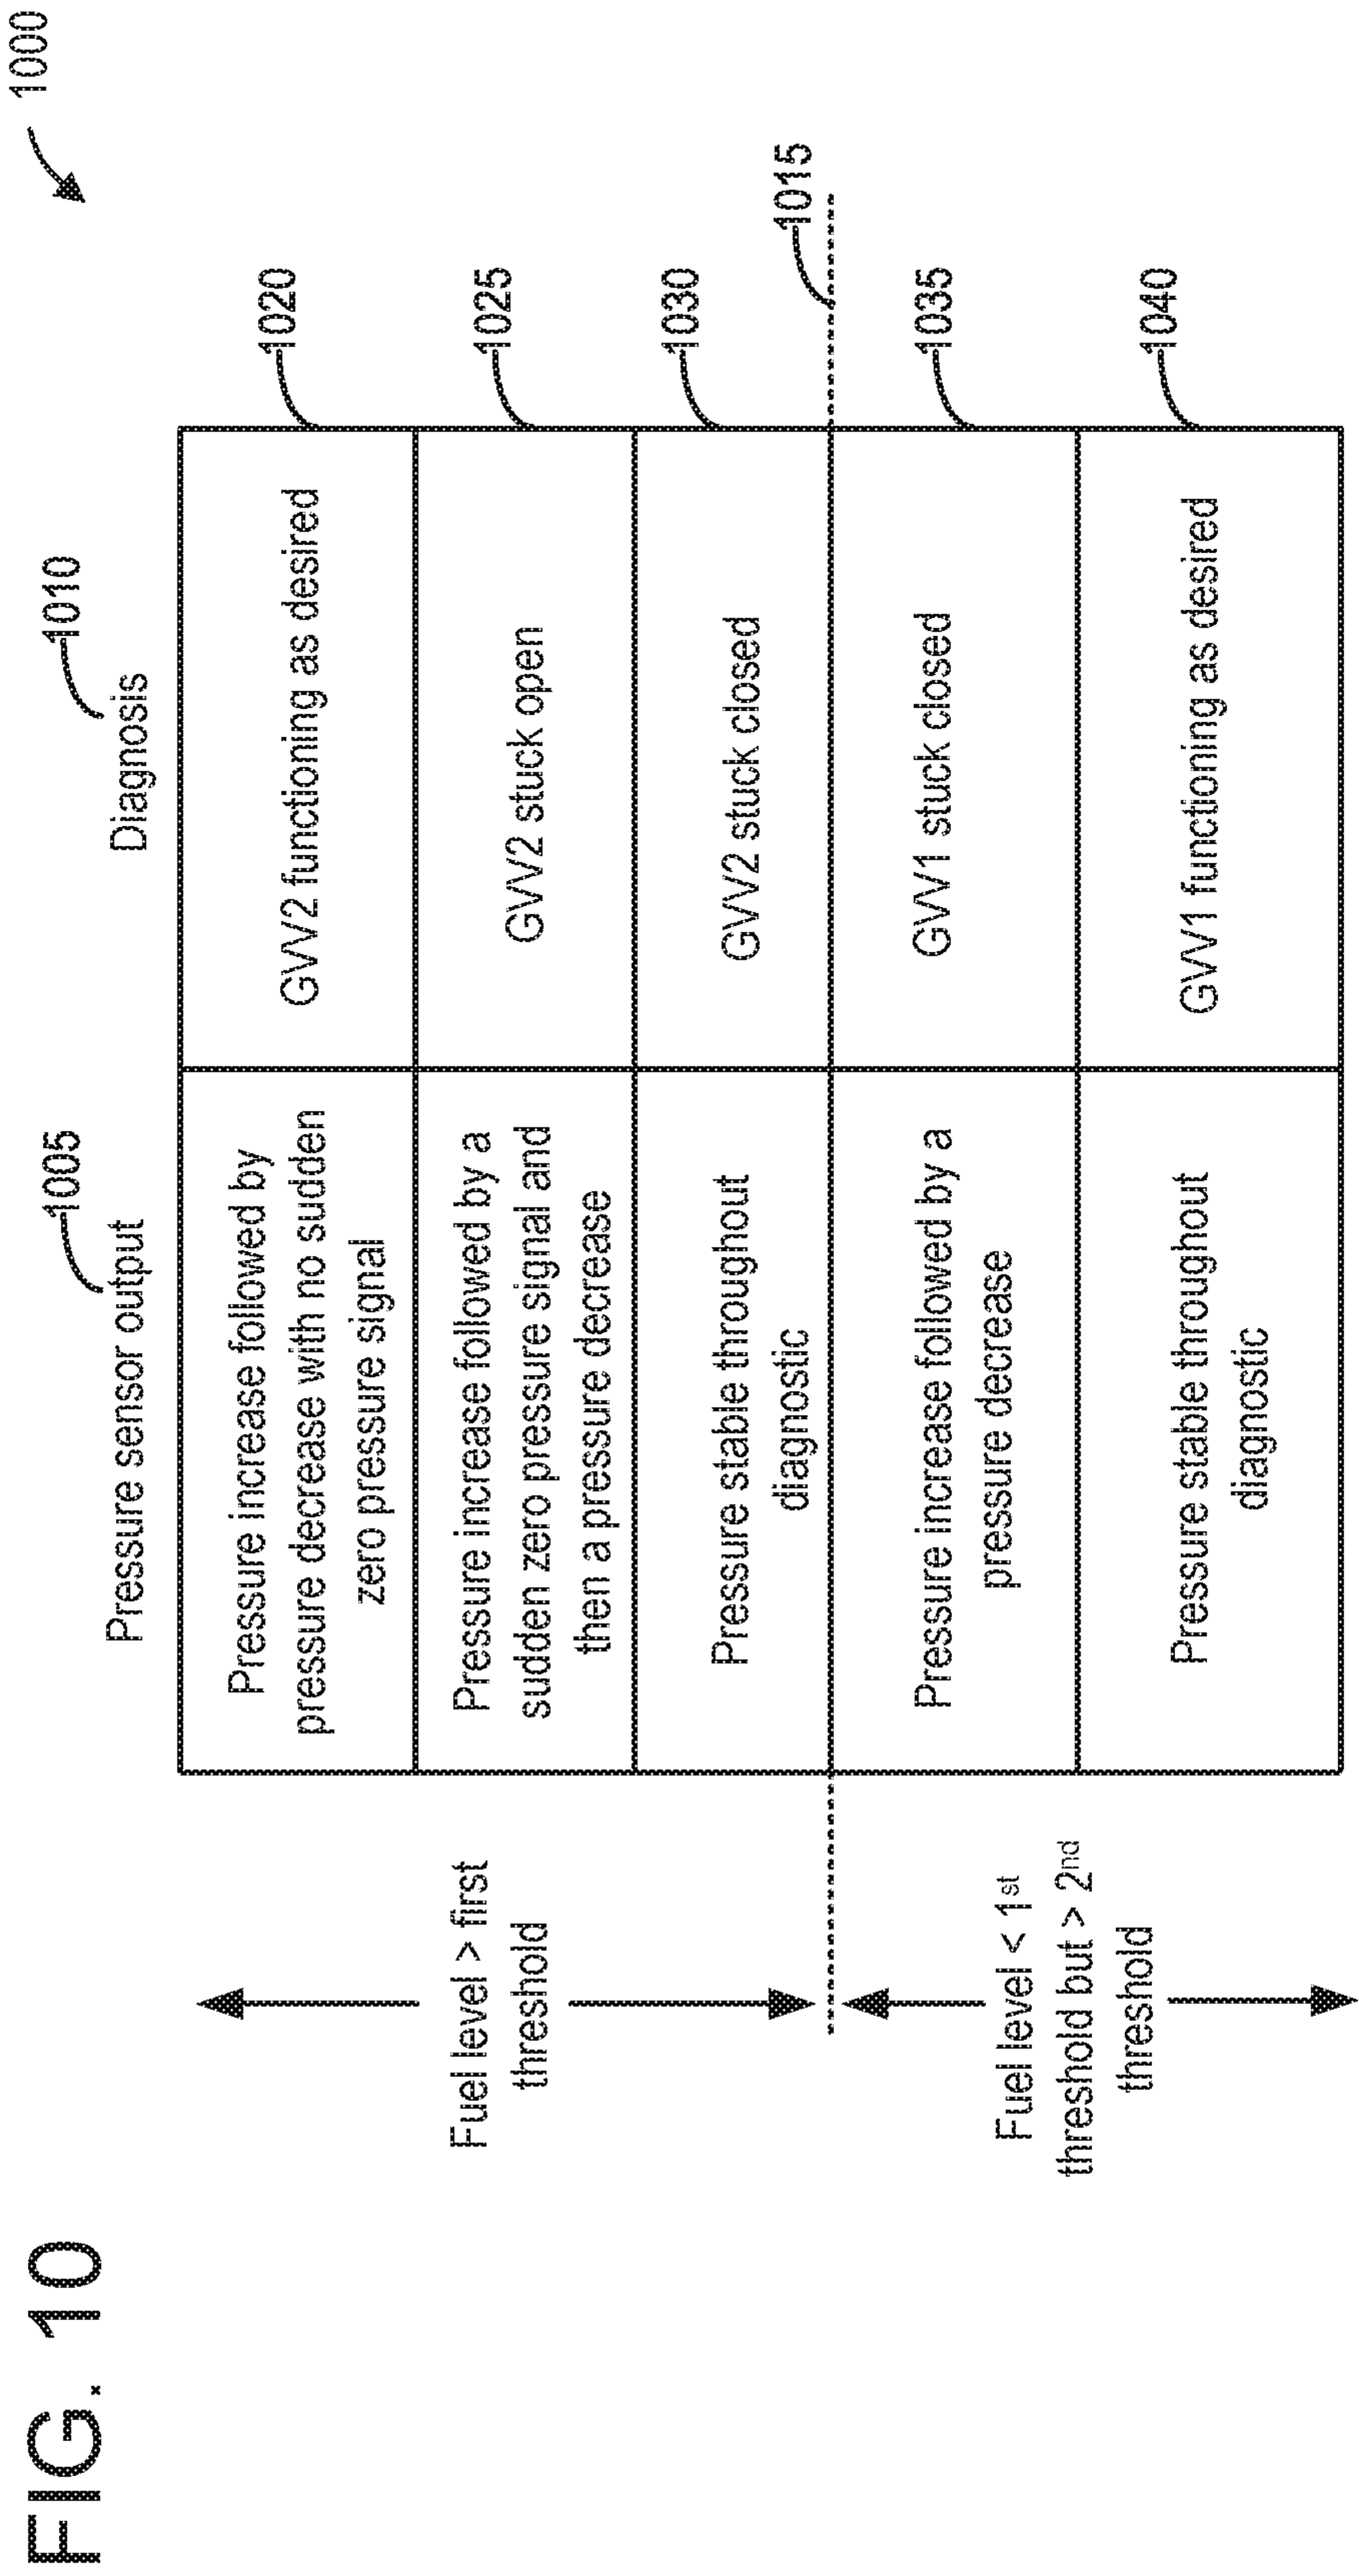 FIG. 10
1000
1005
1010
Pressure sensor output
Diagnosis
Fuel level > first
threshold
Pressure increase followed by
pressure decrease with no sudden
zero pressure signal
GVV2 functioning as desired
1020
Pressure increase followed by a
sudden zero pressure signal and
then a pressure decrease
GVV2 stuck open
1025
Pressure stable throughout
diagnostic
GVV2 stuck closed
1030
1015
Fuel level < 1st
threshold but > 2nd
threshold
Pressure increase followed by a
pressure decrease
GVV1 stuck closed
1035
Pressure stable throughout
diagnostic
GVV1 functioning as desired
1040